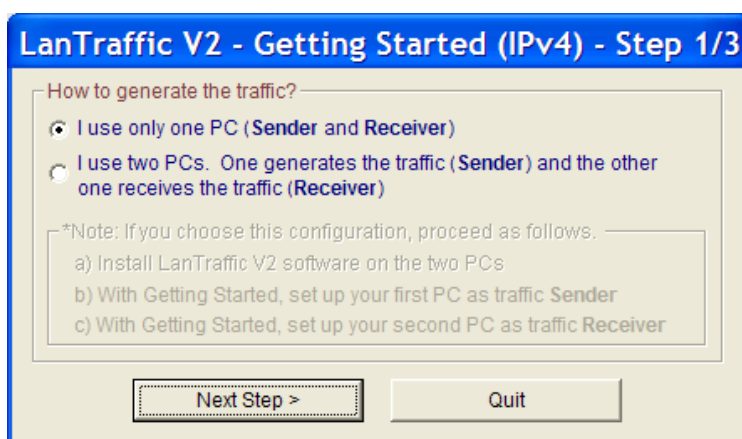 LanTraffic V2 - Getting Started (IPv4) - Step 1/3
How to generate the traffic?
I use only one PC (Sender and Receiver)
I use two PCs. One generates the traffic (Sender) and the other
one receives the traffic (Receiver)
*Note: If you choose this configuration, proceed as follows.
a) Install LanTraffic V2 software on the two PCs
b) With Getting Started, set up your first PC as traffic Sender
c) With Getting Started, set up your second PC as traffic Receiver
Next Step >
Quit